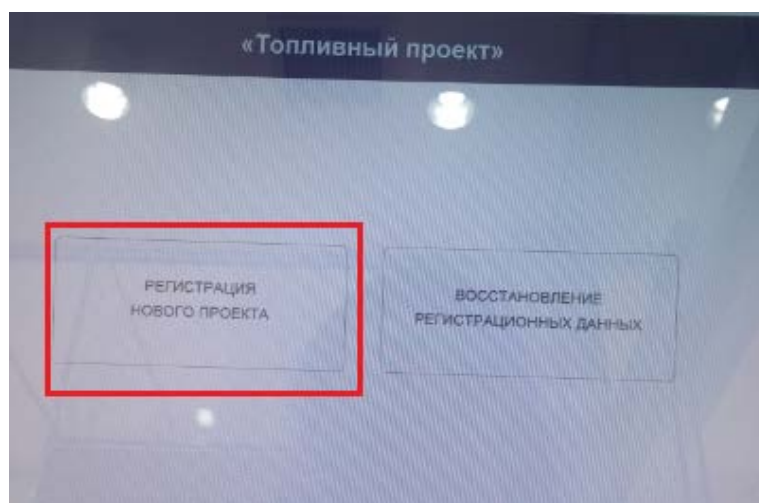 «Топливный проект»
РЕГИСТРАЦИЯ
НОВОГО ПРОЕКТА
ВОССТАНОВЛЕНИЕ
РЕГИСТРАЦИОННЫХ ДАННЫХ